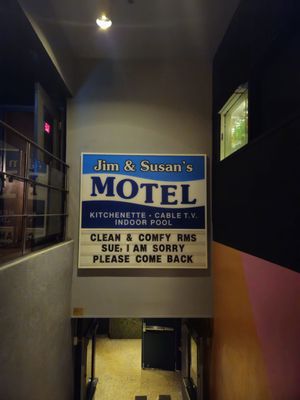 Jim & Susan's
MOTEL
KITCHENETTE • CABLE T.V.
INDOOR POOL
CLEAN & COMFY RMS
SUE, I AM SORRY
PLEASE COME BACK